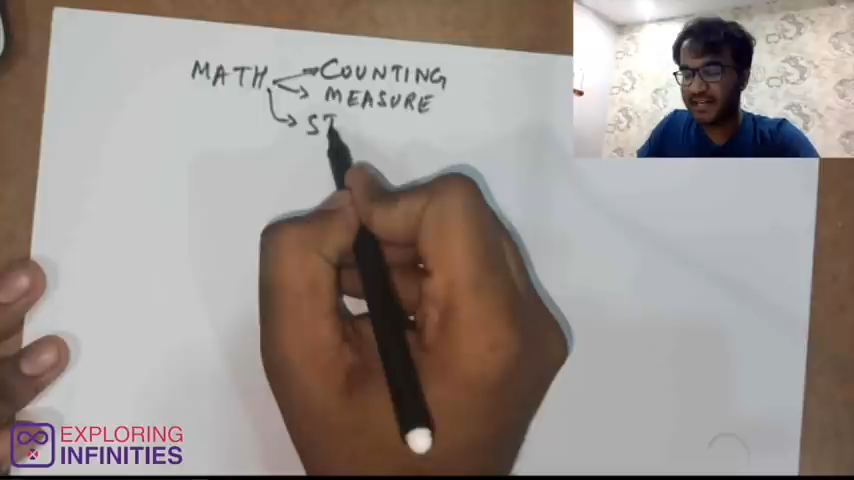 MATH → COUNTING
→ MEASURE
→ ST
EXPLORING
INFINITIES